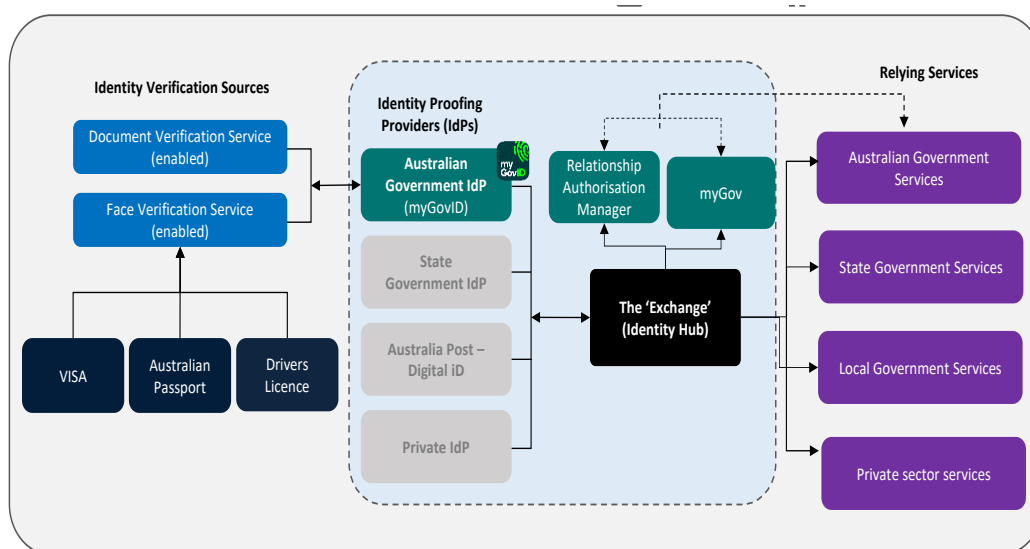 Identity Verification Sources
Document Verification Service
(enabled)
Face Verification Service
(enabled)
VISA
Australian
Passport
Drivers
Licence
Identity Proofing
Providers (IdPs)
Australian
Government IdP
(myGovID)
my
GovID
State
Government IdP
Australia Post –
Digital iD
Private IdP
Relationship
Authorisation
Manager
myGov
The ‘Exchange’
(Identity Hub)
Relying Services
Australian Government
Services
State Government Services
Local Government Services
Private sector services